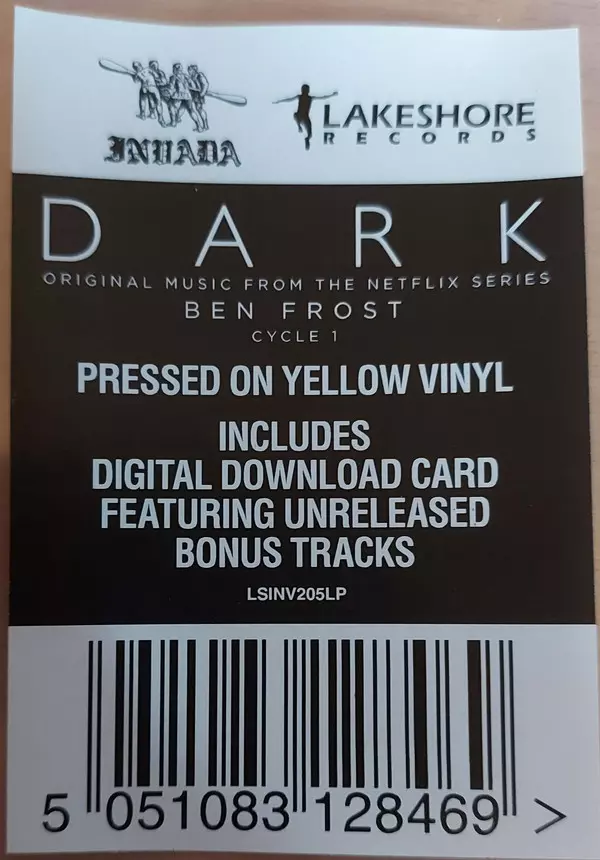 INVADA
LAKESHORE
RECORDS
DARK
ORIGINAL MUSIC FROM THE NETFLIX SERIES
BEN FROST
CYCLE 1
PRESSED ON YELLOW VINYL
INCLUDES
DIGITAL DOWNLOAD CARD
FEATURING UNRELEASED
BONUS TRACKS
LSINV205LP
5 051083 128469 >